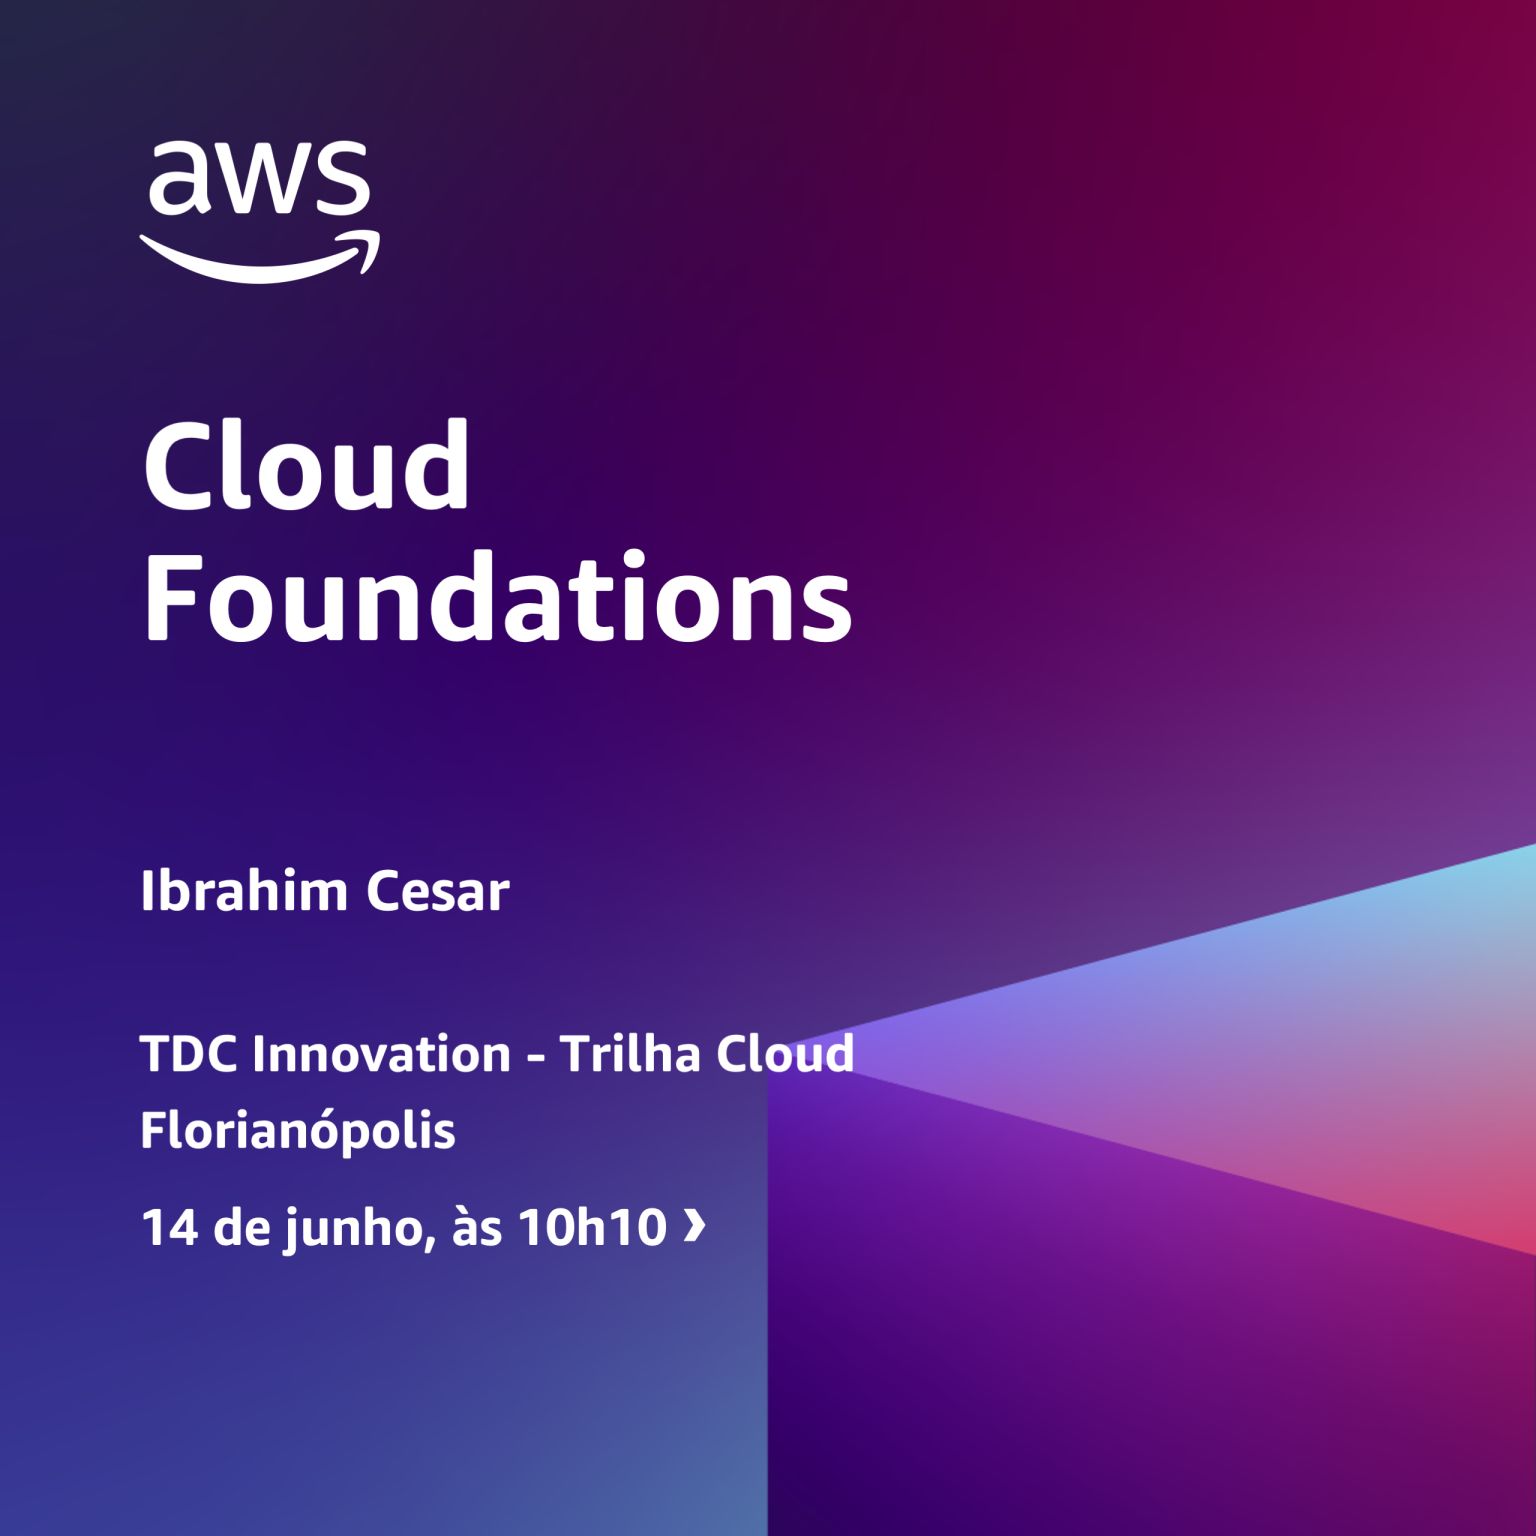 aws
Cloud
Foundations
Ibrahim Cesar
TDC Innovation - Trilha Cloud
Florianópolis
14 de junho, às 10h10 ›